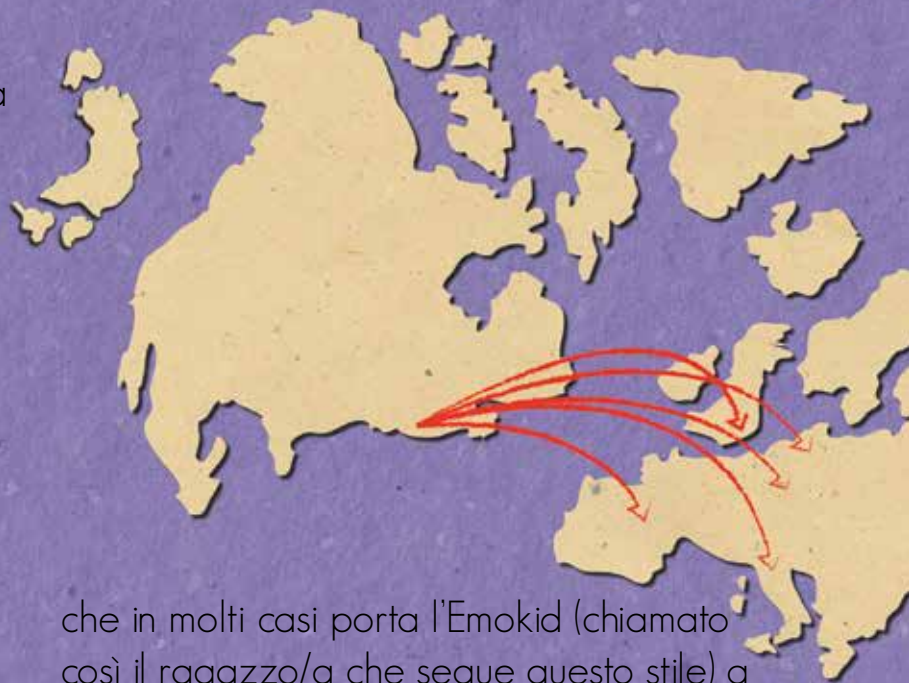 a
che in molti casi porta l'Emokid (chiamato
così il ragazzo/a che segue questo stile) a